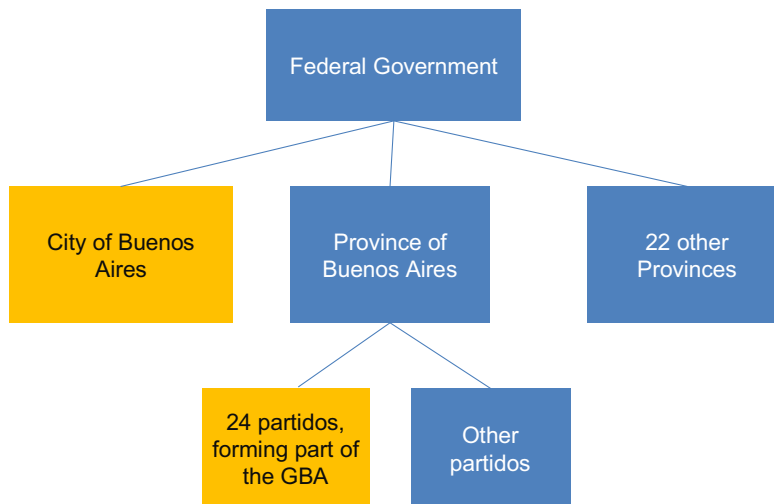 Federal Government
City of Buenos
Aires
Province of
Buenos Aires
22 other
Provinces
24 partidos,
forming part of
the GBA
Other
partidos